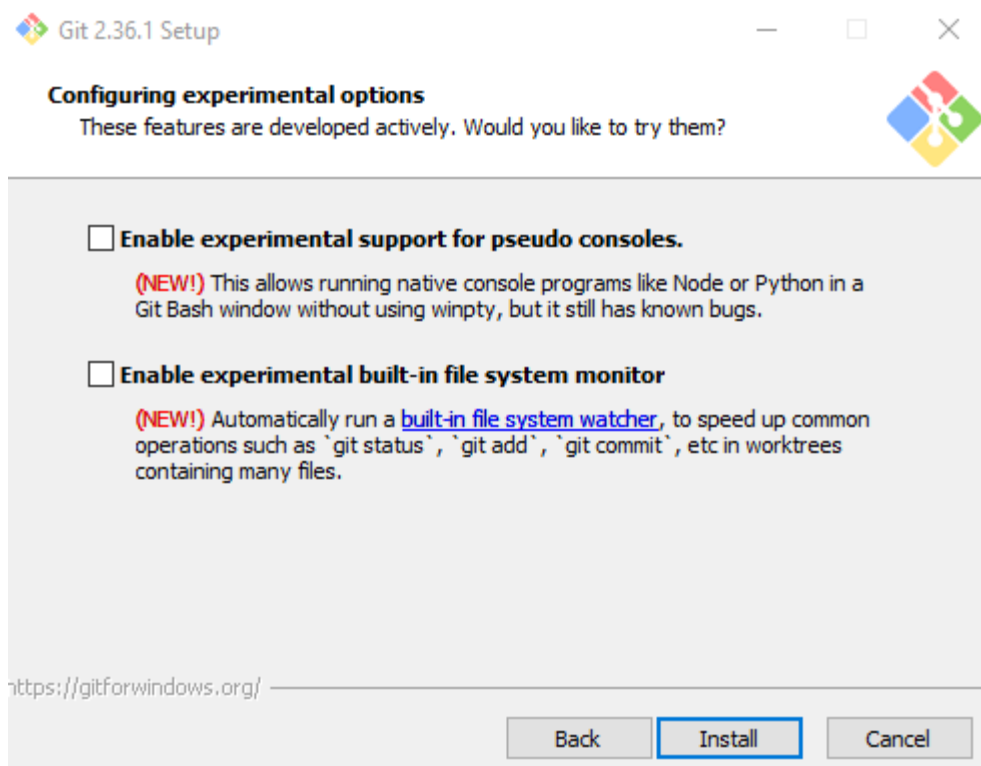 Git 2.36.1 Setup
Configuring experimental options
These features are developed actively. Would you like to try them?
Enable experimental support for pseudo consoles.
(NEW!) This allows running native console programs like Node or Python in a
Git Bash window without using winpty, but it still has known bugs.
Enable experimental built-in file system monitor
(NEW!) Automatically run a built-in file system watcher, to speed up common
operations such as `git status`, `git add`, `git commit`, etc in worktrees
containing many files.
https://gitforwindows.org/
Back Install Cancel